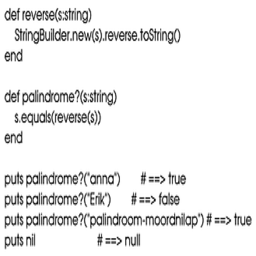 def reverse(s:string)
    StringBuilder.new(s).reverse.toString()
end

def palindrome?(s:string)
    s.equals(reverse(s))
end

puts palindrome?("anna")      # ==> true
puts palindrome?("Erik")      # ==> false
puts palindrome?("palindroom-moordnilap") # ==> true
puts nil                  # ==> null